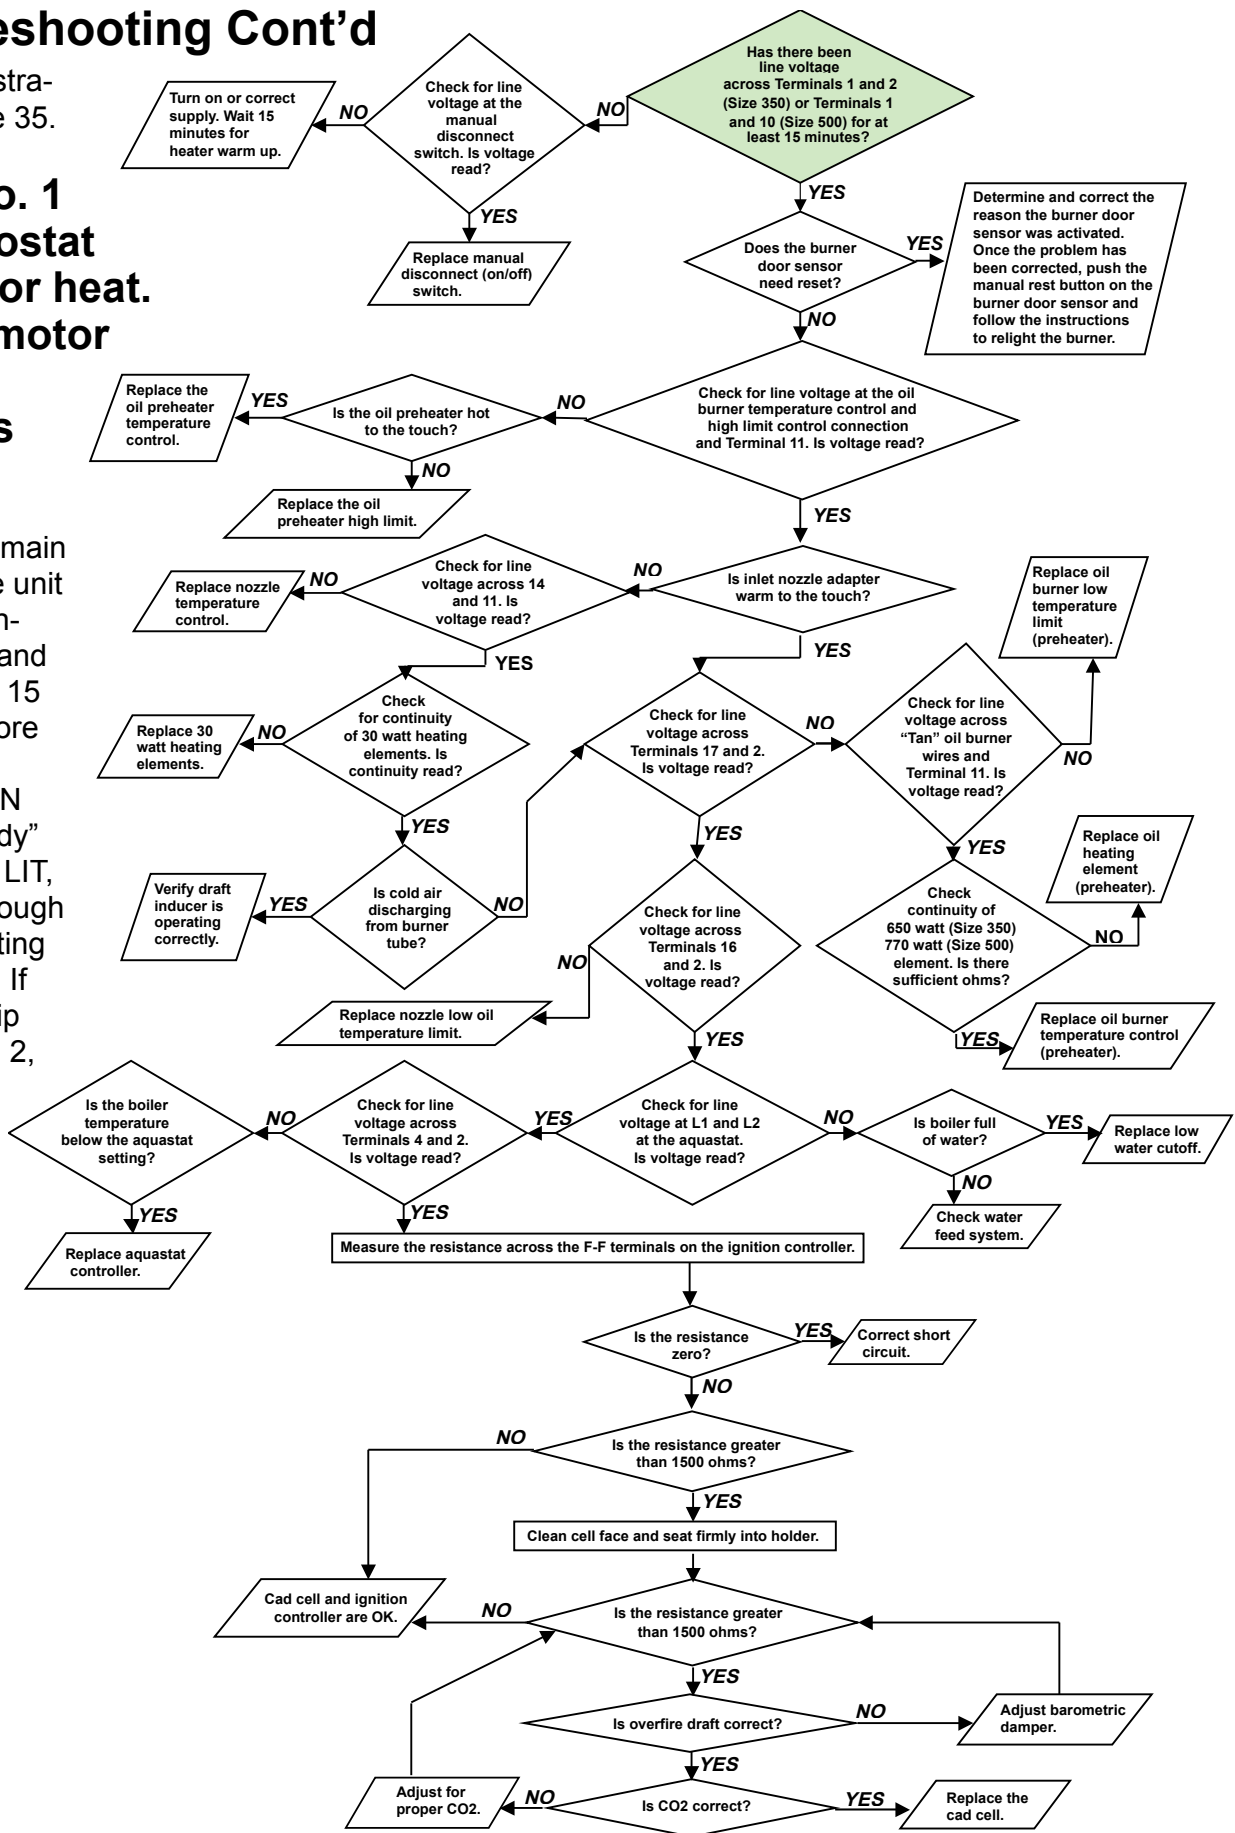 eshooting Cont’d
stra-
e 35.
o. 1
ostat
or heat.
motor
s
main
e unit
n-
and
15
ore
N
dy”
LIT,
ough
ting
If
ip
2,
Has there been
line voltage
across Terminals 1 and 2
(Size 350) or Terminals 1
and 10 (Size 500) for at
least 15 minutes?
NO
Check for line
voltage at the
manual
disconnect
switch. Is voltage
read?
NO
Turn on or correct
supply. Wait 15
minutes for
heater warm up.
YES
Replace manual
disconnect (on/off)
switch.
YES
Does the burner
door sensor
need reset?
YES
Determine and correct the
reason the burner door
sensor was activated.
Once the problem has
been corrected, push the
manual rest button on the
burner door sensor and
follow the instructions
to relight the burner.
NO
Check for line voltage at the oil
burner temperature control and
high limit control connection
and Terminal 11. Is voltage read?
NO
Is the oil preheater hot
to the touch?
YES
Replace the
oil preheater
temperature
control.
NO
Replace the oil
preheater high limit.
YES
Is inlet nozzle adapter
warm to the touch?
NO
Check for line
voltage across 14
and 11. Is
voltage read?
NO
Replace nozzle
temperature
control.
YES
Check
for continuity
of 30 watt heating
elements. Is
continuity read?
NO
Replace 30
watt heating
elements.
YES
Is cold air
discharging
from burner
tube?
YES
Verify draft
inducer is
operating
correctly.
NO
YES
Check for line
voltage across
Terminals 17 and 2.
Is voltage read?
NO
Check for line
voltage across
“Tan” oil burner
wires and
Terminal 11. Is
voltage read?
NO
Replace oil
burner low
temperature
limit
(preheater).
YES
Check
continuity of
650 watt (Size 350)
770 watt (Size 500)
element. Is there
sufficient ohms?
NO
Replace oil
heating
element
(preheater).
YES
Replace oil burner
temperature control
(preheater).
YES
Check for line
voltage across
Terminals 16
and 2. Is
voltage read?
NO
Replace nozzle low oil
temperature limit.
YES
Check for line
voltage at L1 and L2
at the aquastat.
Is voltage read?
NO
Is boiler full
of water?
YES
Replace low
water cutoff.
NO
Check water
feed system.
YES
Check for line
voltage across
Terminals 4 and 2.
Is voltage read?
NO
Is the boiler
temperature
below the aquastat
setting?
YES
Replace aquastat
controller.
YES
Measure the resistance across the F-F terminals on the ignition controller.
Is the resistance
zero?
YES
Correct short
circuit.
NO
Is the resistance greater
than 1500 ohms?
NO
YES
Clean cell face and seat firmly into holder.
Is the resistance greater
than 1500 ohms?
NO
Cad cell and ignition
controller are OK.
YES
Is overfire draft correct?
NO
Adjust barometric
damper.
YES
Is CO2 correct?
NO
Adjust for
proper CO2.
YES
Replace the
cad cell.